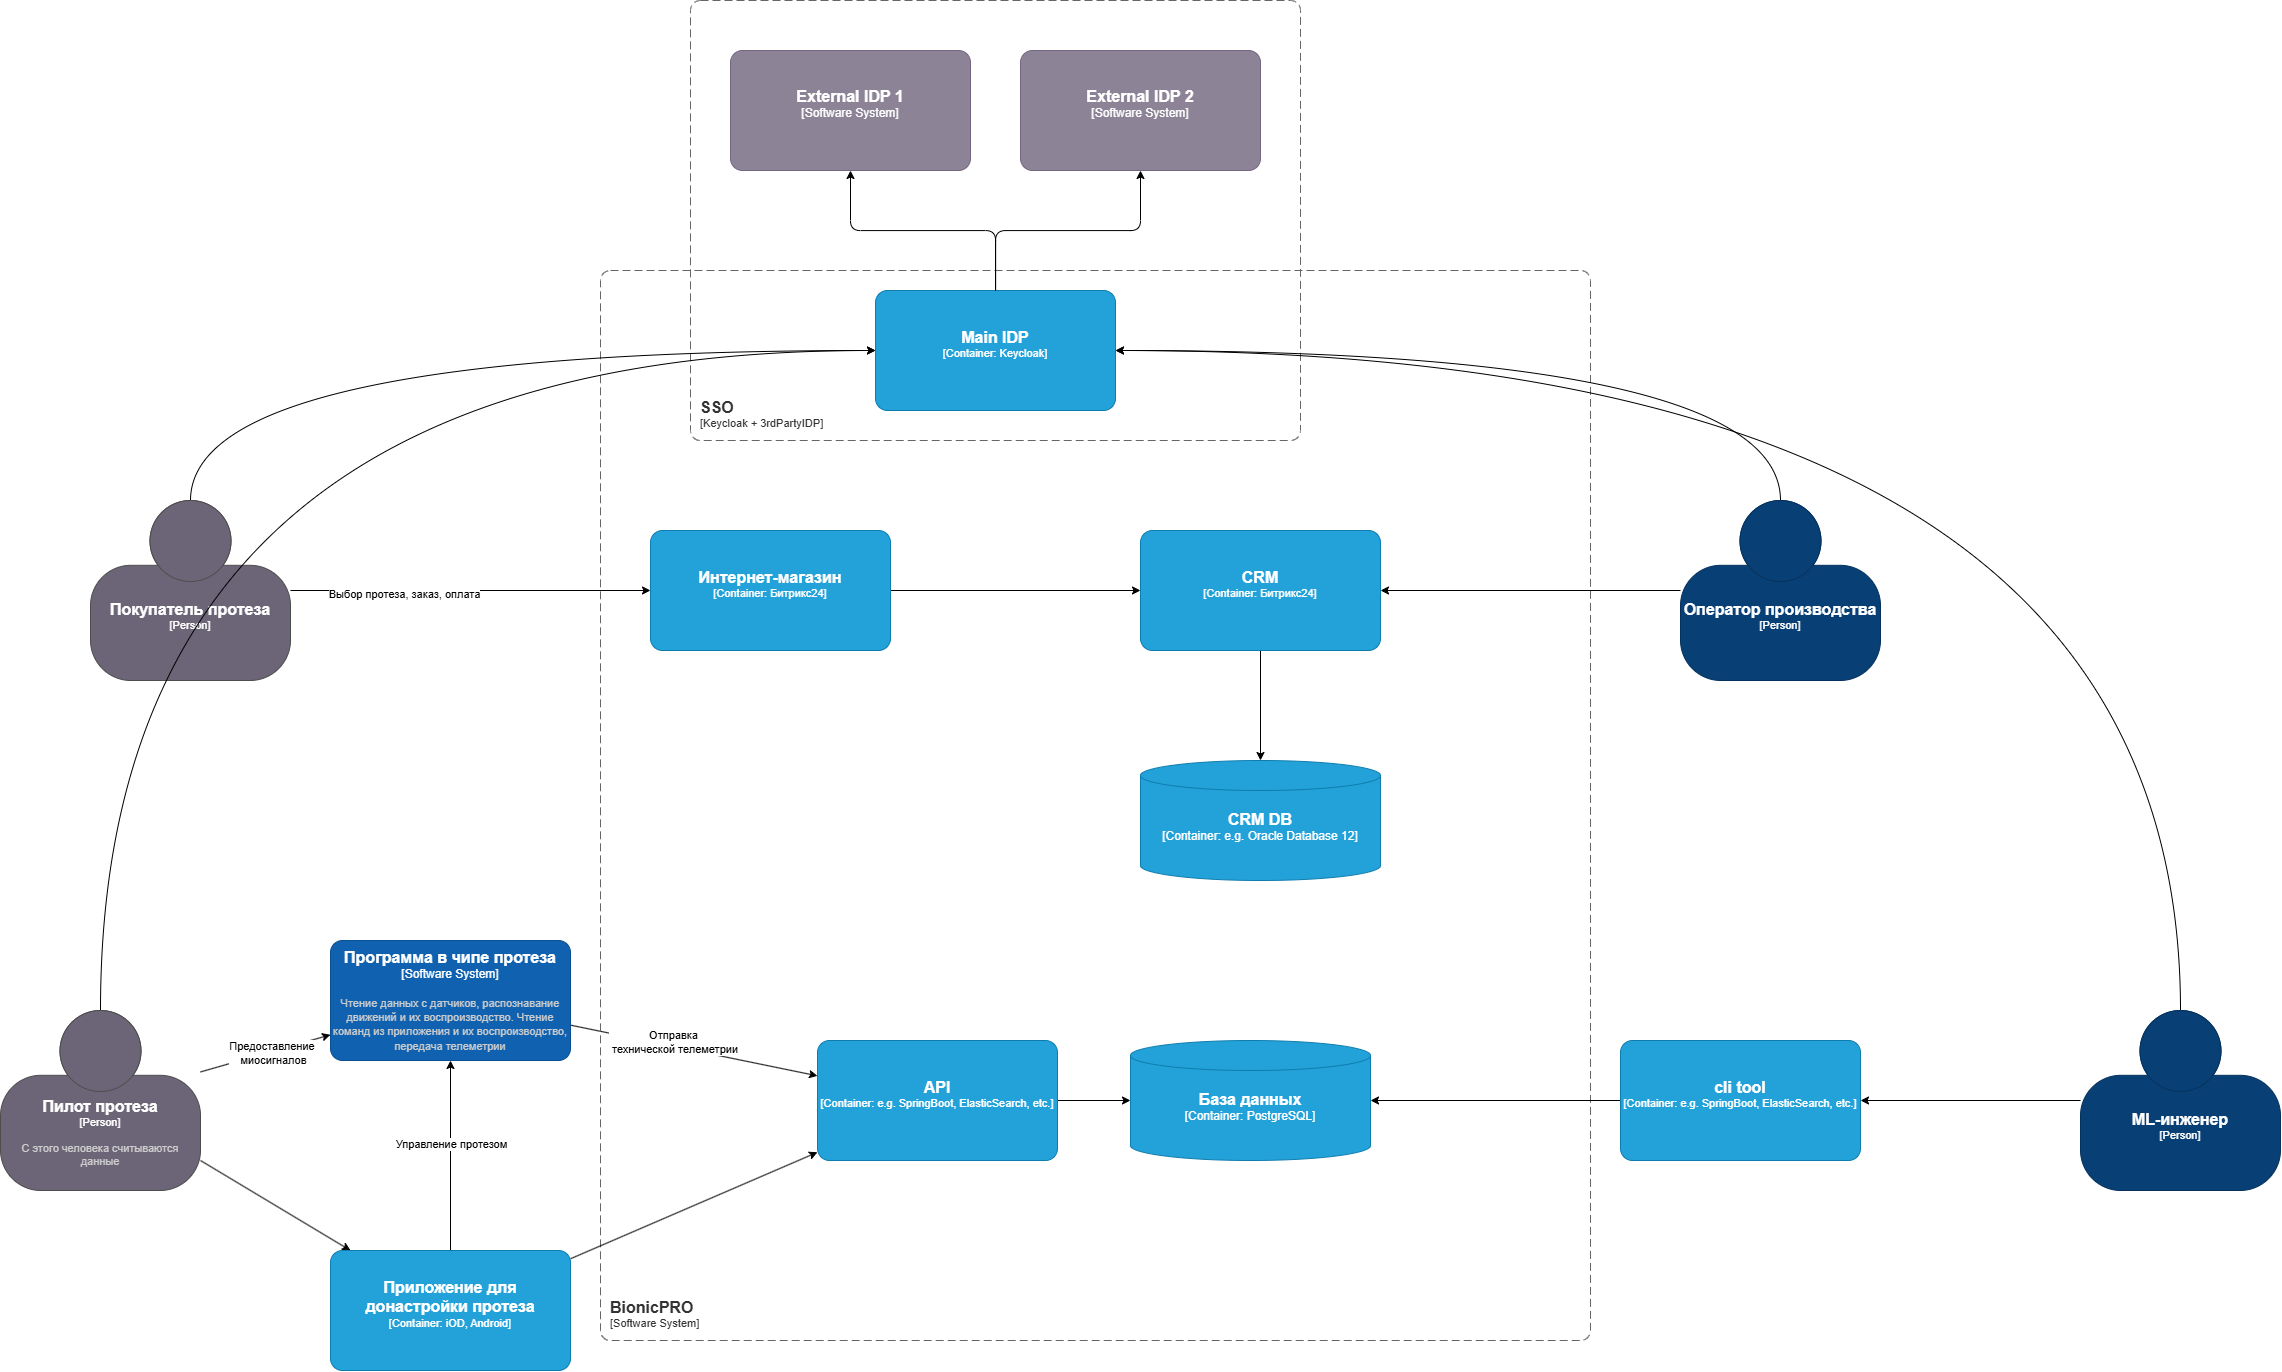 External IDP 1
[Software System]
External IDP 2
[Software System]
Main IDP
[Container: Keycloak]
SSO
[Keycloak + 3rdPartyIDP]
Покупатель протеза
[Person]
Выбор протеза, заказ, оплата
Интернет-магазин
[Container: Битрикс24]
CRM
[Container: Битрикс24]
Оператор производства
[Person]
CRM DB
[Container: e.g. Oracle Database 12]
Программа в чипе протеза
[Software System]
Чтение данных с датчиков, распознавание
движений и их воспроизводство. Чтение
команд из приложения и их воспроизводство,
передача телеметрии
Предоставление
миосигналов
Отправка
технической телеметрии
Пилот протеза
[Person]
С этого человека считываются
данные
Управление протезом
API
[Container: e.g. SpringBoot, ElasticSearch, etc.]
База данных
[Container: PostgreSQL]
cli tool
[Container: e.g. SpringBoot, ElasticSearch, etc.]
ML-инженер
[Person]
Приложение для
донастройки протеза
[Container: iOD, Android]
BionicPRO
[Software System]